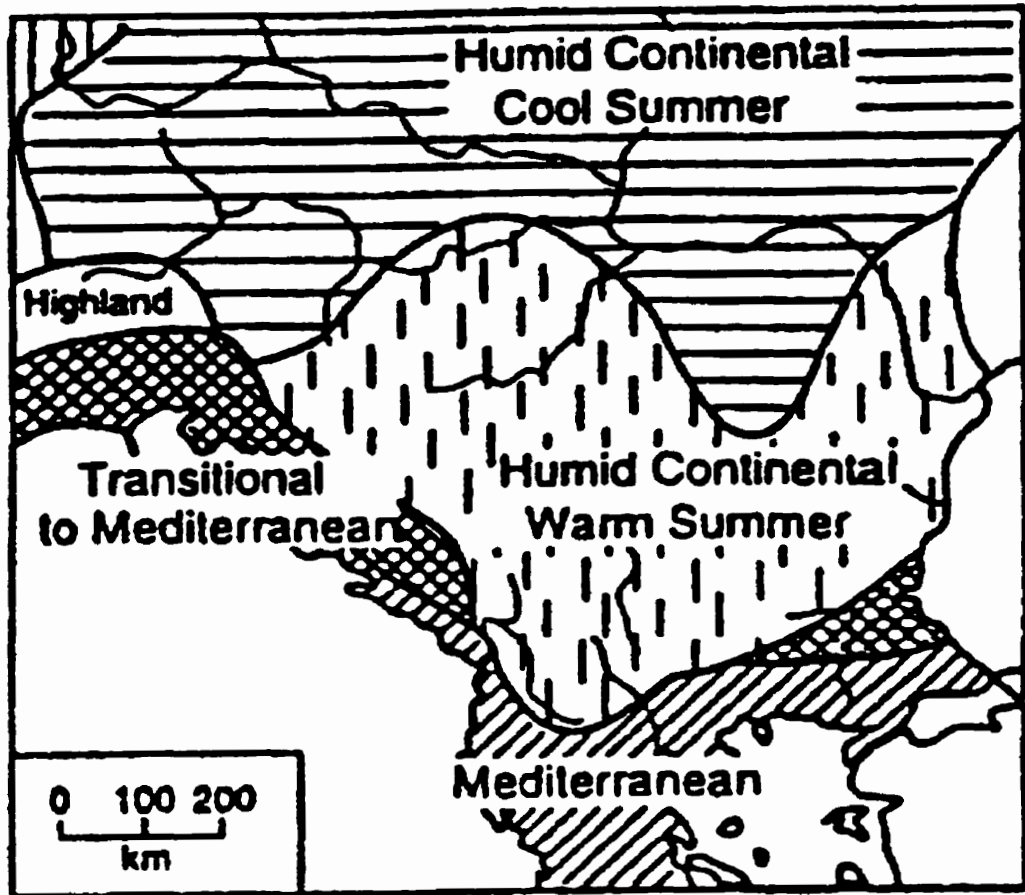 Humid Continental
Cool Summer
Highland
Transitional
to Mediterranean
Humid Continental
Warm Summer
Mediterranean
0 100 200
km